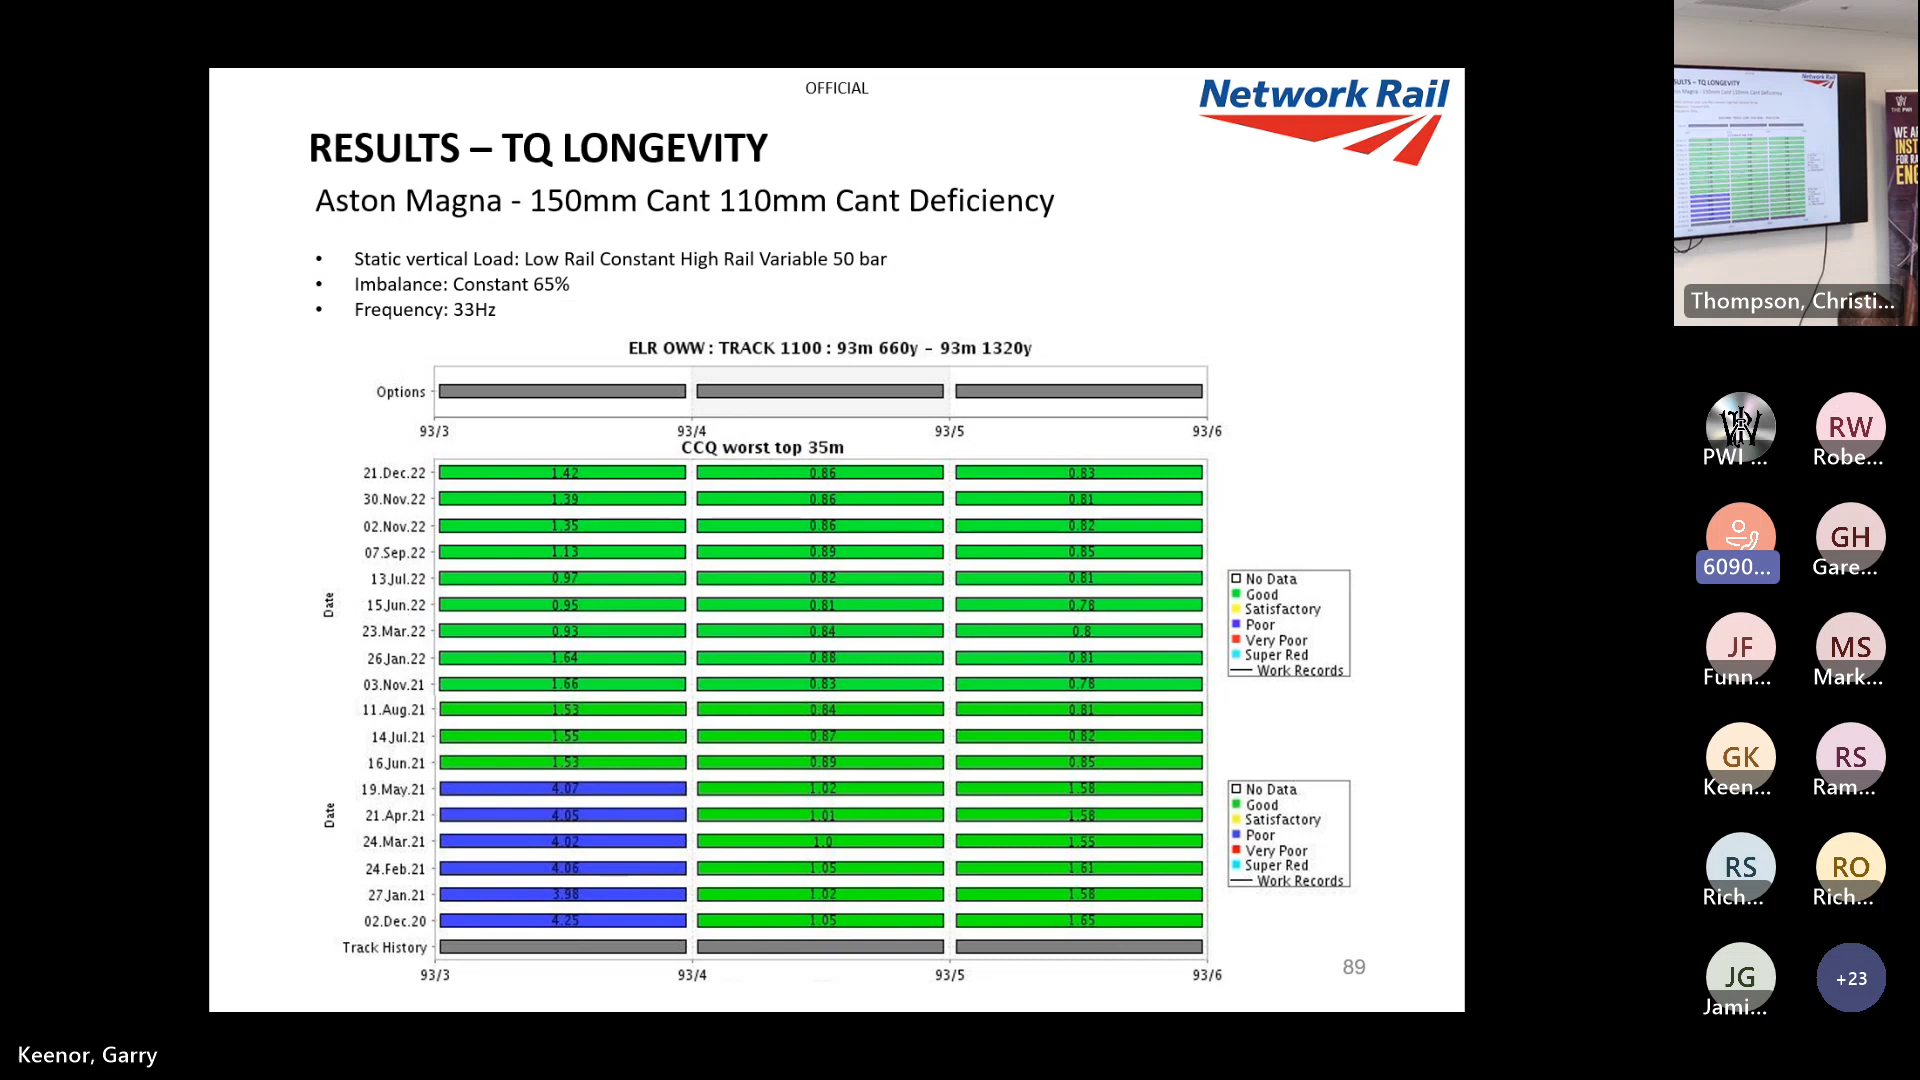 OFFICIAL
Network Rail
RESULTS – TQ LONGEVITY
Aston Magna - 150mm Cant 110mm Cant Deficiency
• Static vertical Load: Low Rail Constant High Rail Variable 50 bar
• Imbalance: Constant 65%
• Frequency: 33Hz
ELR OWW : TRACK 1100 : 93m 660y - 93m 1320y
Options
93/3 93/4 93/5 93/6
CCQ worst top 35m
21.Dec.22 1.42 0.86 0.83
30.Nov.22 1.39 0.86 0.81
02.Nov.22 1.35 0.86 0.82
07.Sep.22 1.13 0.89 0.85
13.Jul.22 0.97 0.82 0.81
15.Jun.22 0.95 0.81 0.78
23.Mar.22 0.93 0.84 0.8
26.Jan.22 1.64 0.88 0.81
03.Nov.21 1.66 0.83 0.78
11.Aug.21 1.53 0.84 0.81
14.Jul.21 1.55 0.87 0.82
16.Jun.21 1.53 0.89 0.85
19.May.21 4.07 1.02 1.58
21.Apr.21 4.05 1.01 1.58
24.Mar.21 4.02 1.0 1.55
24.Feb.21 4.06 1.05 1.61
27.Jan.21 3.98 1.02 1.58
02.Dec.20 4.25 1.05 1.65
Track History
93/3 93/4 93/5 93/6
Date
Date
No Data
Good
Satisfactory
Poor
Very Poor
Super Red
Work Records
No Data
Good
Satisfactory
Poor
Very Poor
Super Red
Work Records
89
Keenor, Garry
Network Rail
TQ LONGEVITY
THE PWI
WE A
INST
FOR RA
ENG
Thompson, Christi...
PWI ...
RW
Robe...
6090...
GH
Gare...
JF
Funn...
MS
Mark...
GK
Keen...
RS
Ram...
RS
Rich...
RO
Rich...
JG
Jami...
+23